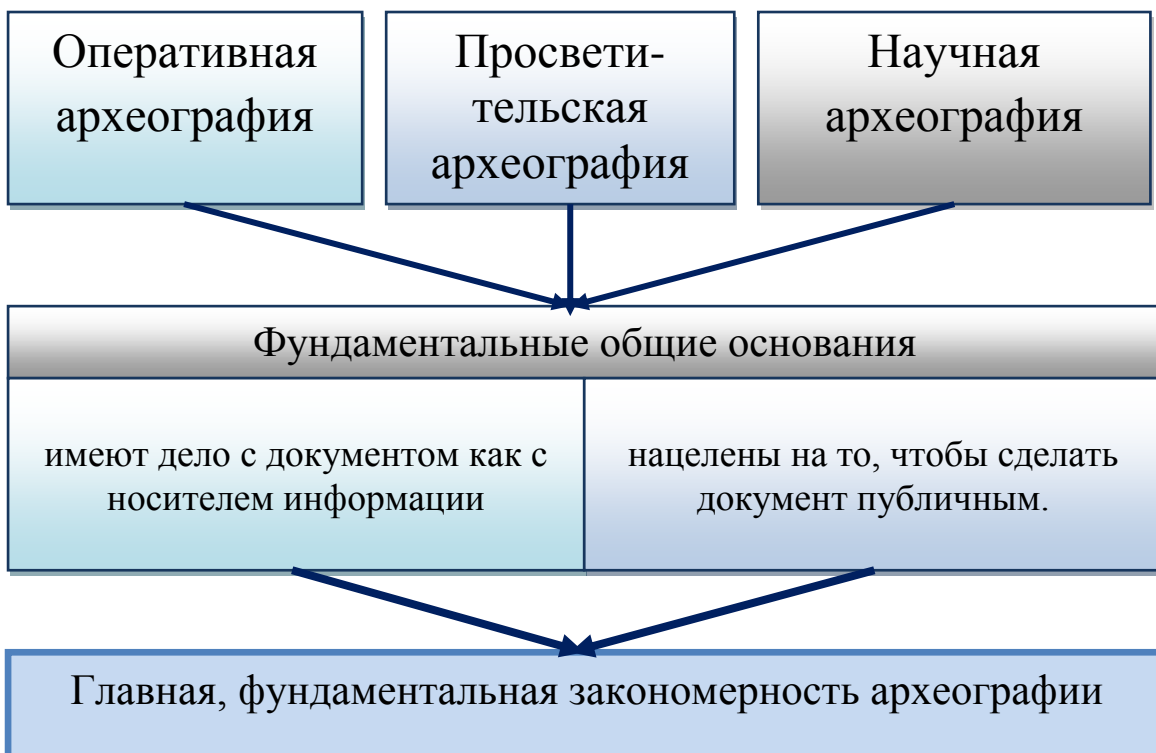 Оперативная
археография
Просвети-
тельская
археография
Научная
археография
Фундаментальные общие основания
имеют дело с документом как с
носителем информации
нацелены на то, чтобы сделать
документ публичным.
Главная, фундаментальная закономерность археографии